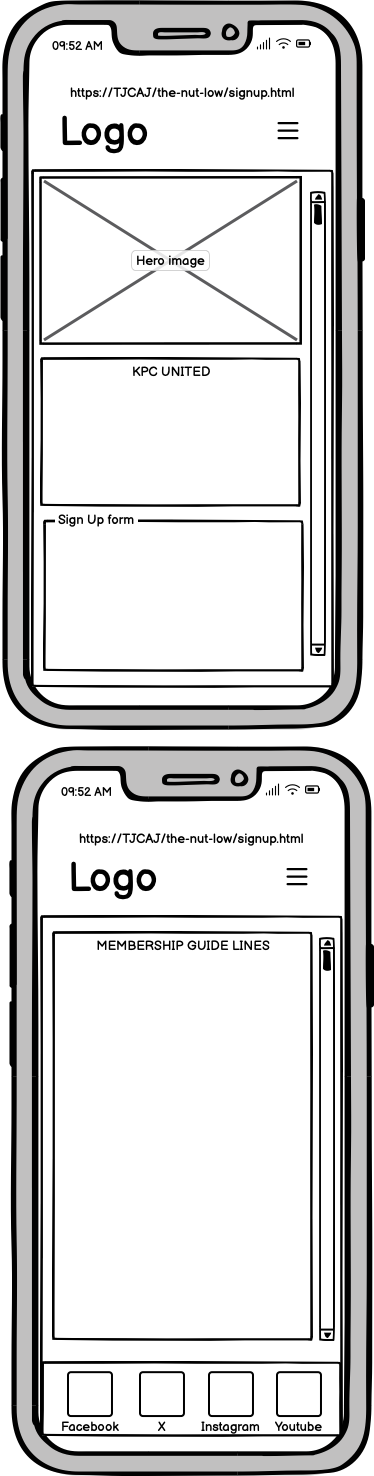 09:52 AM
https://TJCAJ/the-nut-low/signup.html
Logo
Hero image
KPC UNITED
Sign Up form
09:52 AM
https://TJCAJ/the-nut-low/signup.html
Logo
MEMBERSHIP GUIDE LINES
Facebook X Instagram Youtube